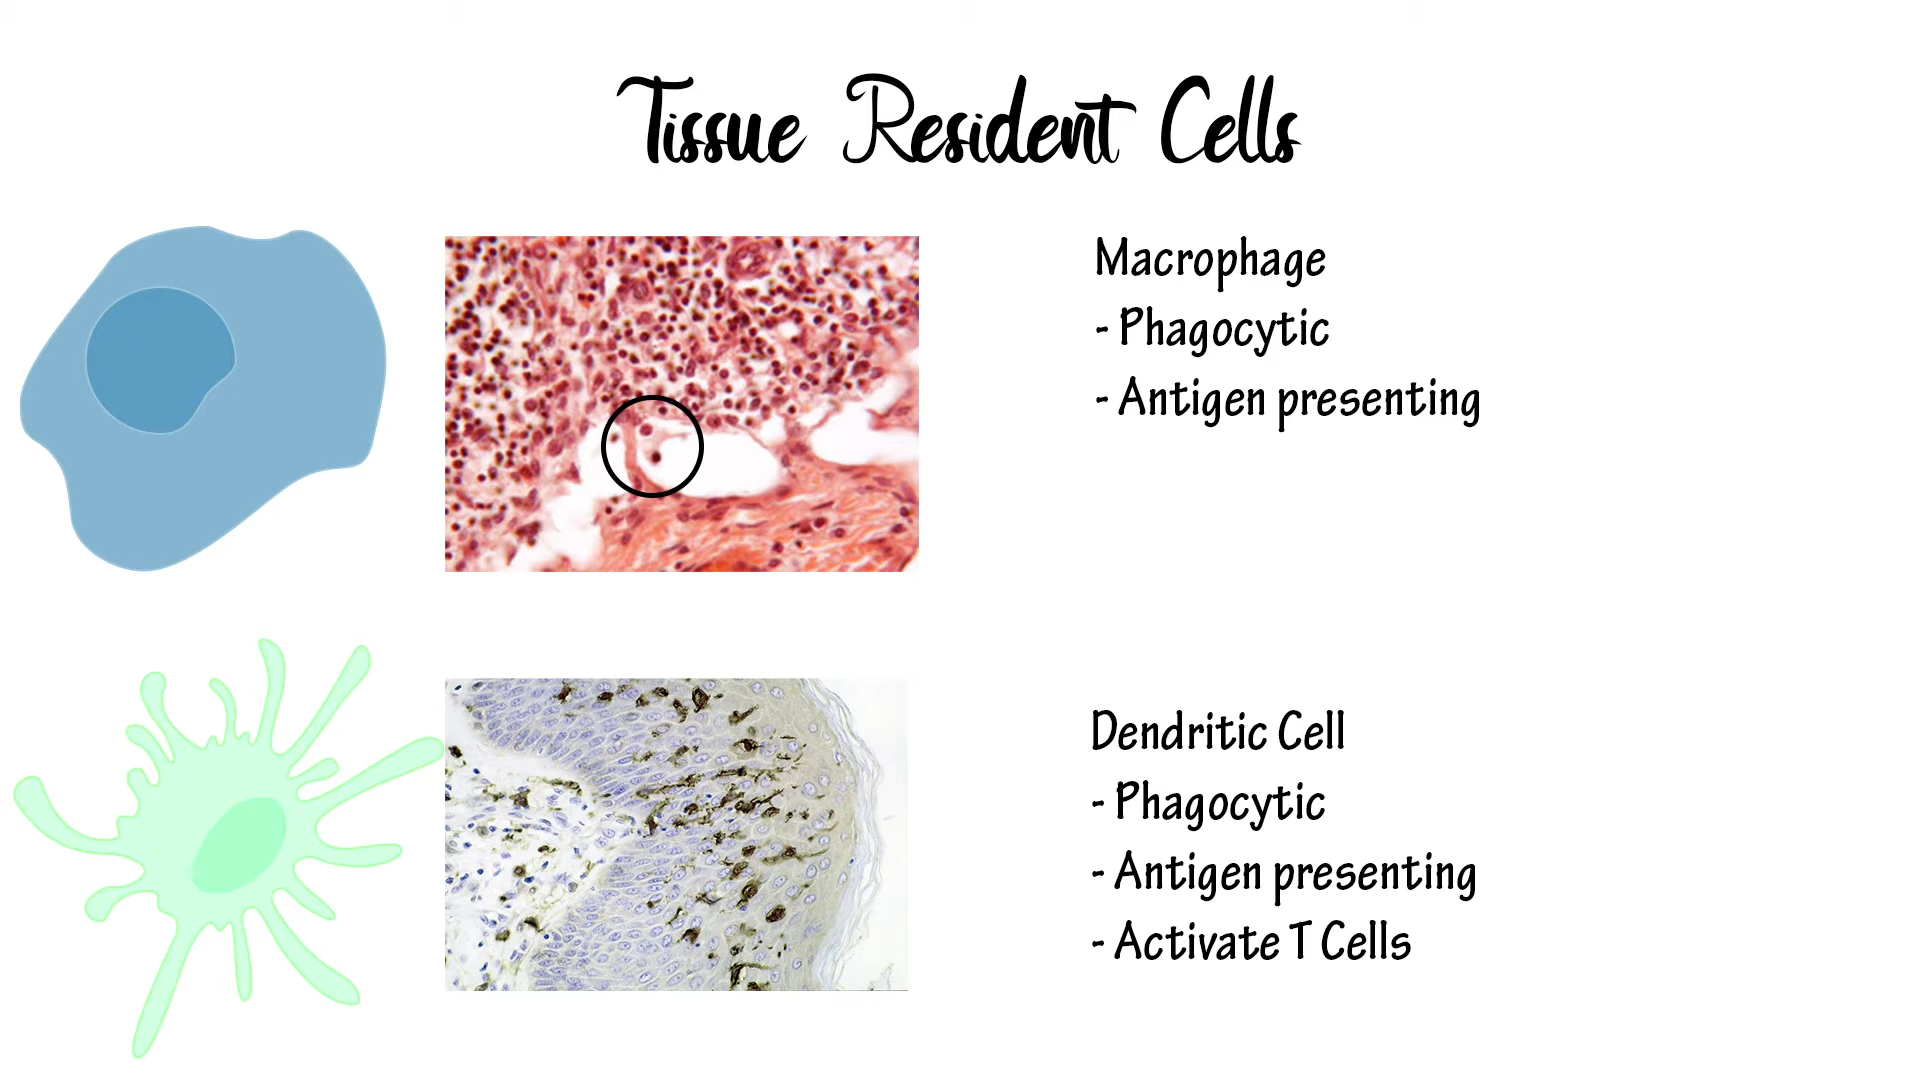 Tissue Resident Cells
Macrophage
- Phagocytic
- Antigen presenting
Dendritic Cell
- Phagocytic
- Antigen presenting
- Activate T Cells